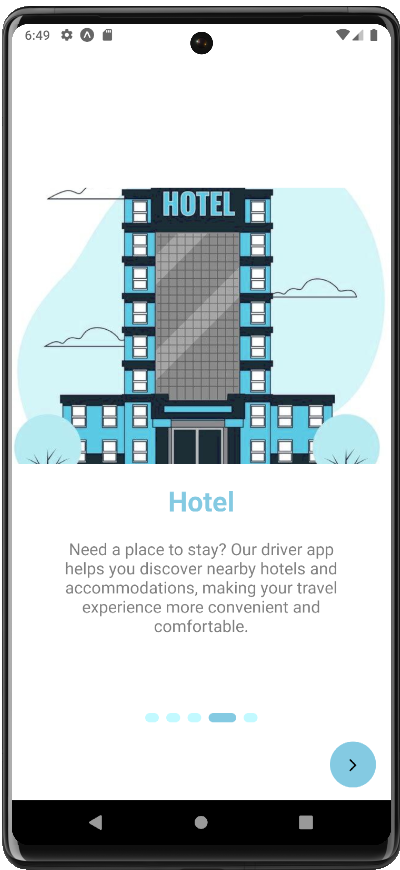 6:49
HOTEL
Hotel
Need a place to stay? Our driver app
helps you discover nearby hotels and
accommodations, making your travel
experience more convenient and
comfortable.